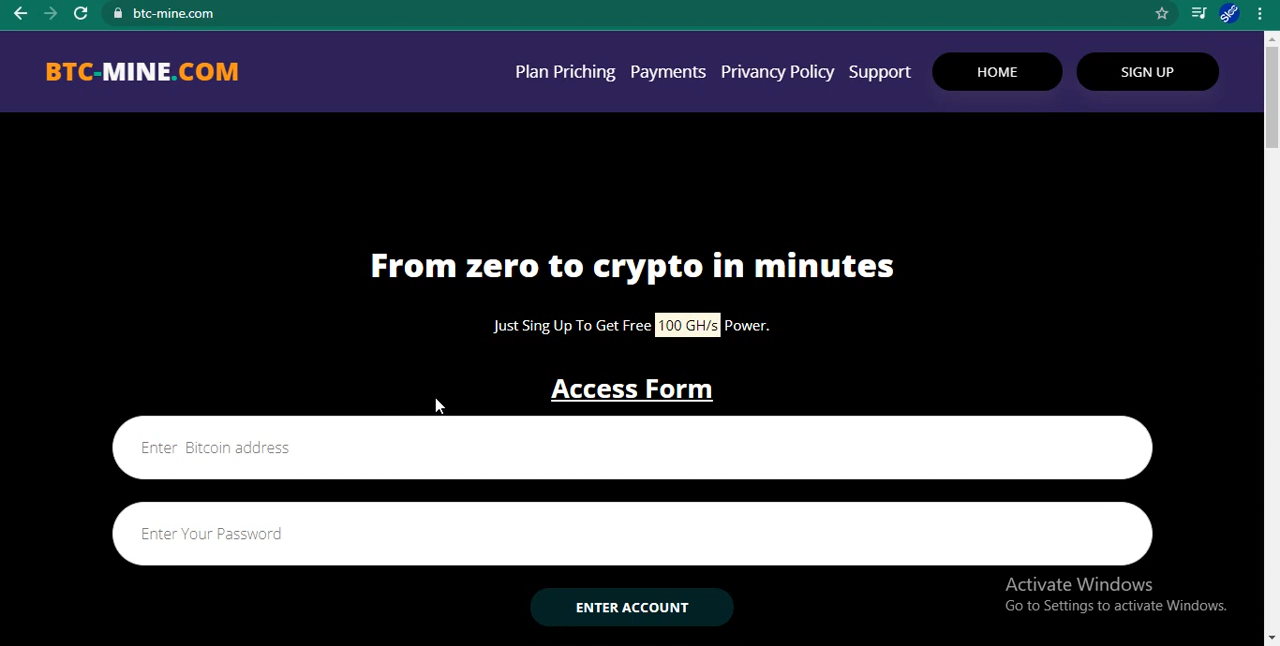 btc-mine.com
BTC-MINE.COM
Plan Priching Payments Privancy Policy Support HOME SIGN UP
From zero to crypto in minutes
Just Sing Up To Get Free 100 GH/s Power.
Access Form
Enter Bitcoin address
Enter Your Password
ENTER ACCOUNT
Activate Windows
Go to Settings to activate Windows.